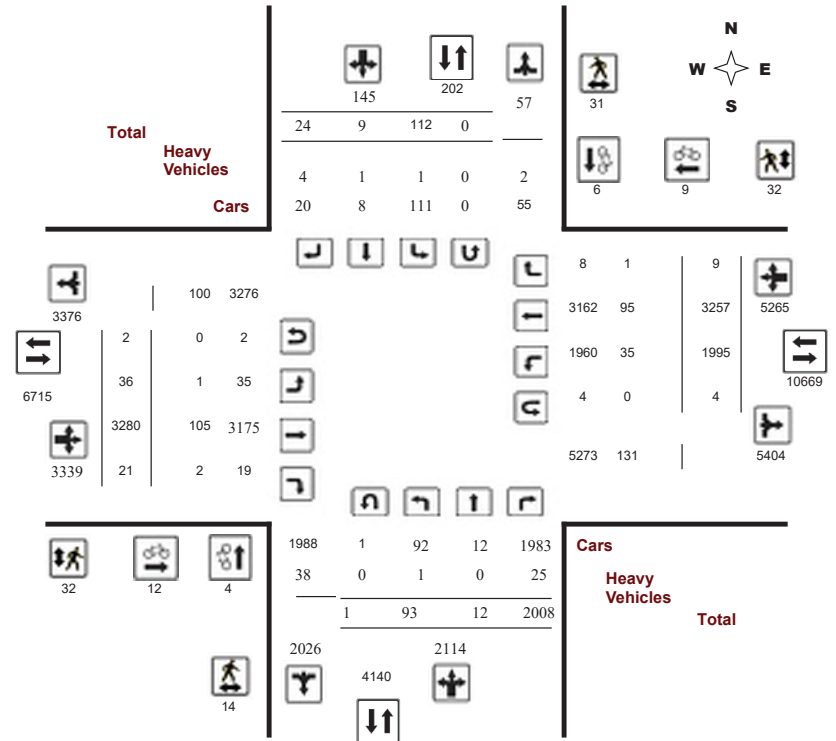 N
W E
S
145
202
57
31
Total
24 9 112 0
Heavy
Vehicles
4 1 1 0 2
6 9 32
Cars
20 8 111 0 55
8 1 9
3376
100 3276
3162 95 3257 5265
2 0 2
1960 35 1995
6715
36 1 35
10669
4 0 4
3280 105 3175
3339
21 2 19
5273 131 5404
1988 1 92 12 1983
Cars
38 0 1 0 25
Heavy
Vehicles
32 12 4
1 93 12 2008
Total
2026 2114
4140
14